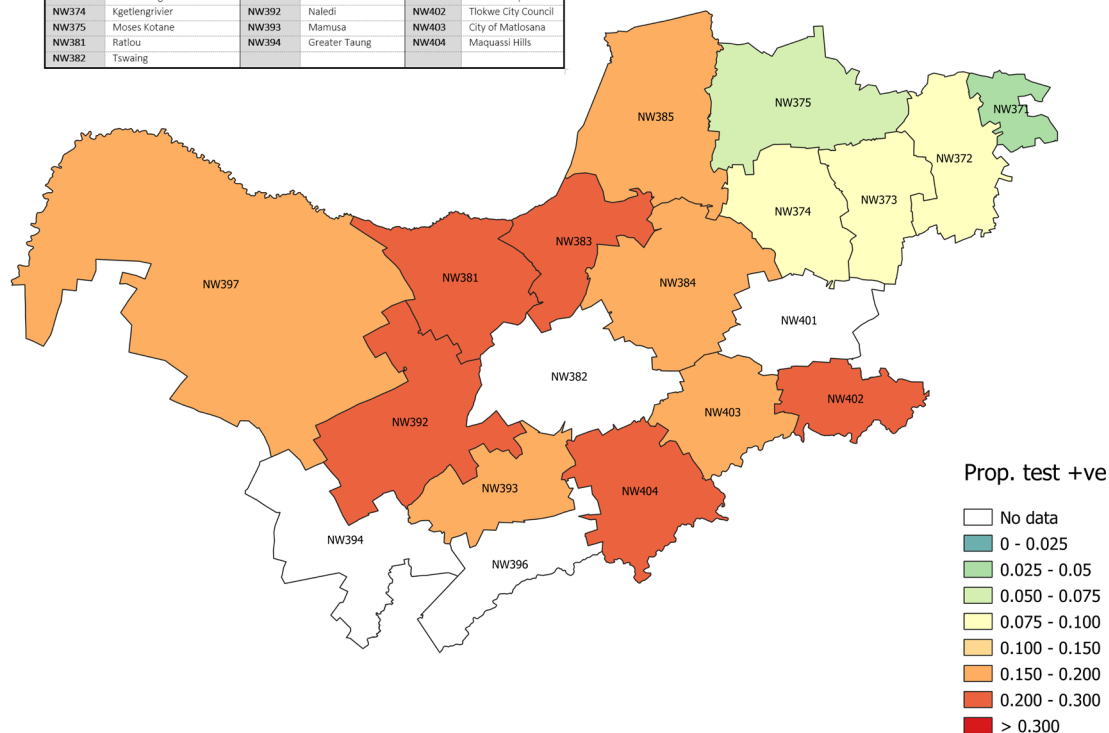 NW374 Kgetlengrivier NW392 Naledi NW402 Tlokwe City Council
NW375 Moses Kotane NW393 Mamusa NW403 City of Matlosana
NW381 Ratlou NW394 Greater Taung NW404 Maquassi Hills
NW382 Tswaing
NW385
NW375
NW371
NW372
NW374
NW373
NW383
NW381
NW397
NW384
NW401
NW382
NW392
NW403
NW402
NW393
NW404
NW394
NW396
Prop. test +ve
No data
0 - 0.025
0.025 - 0.05
0.050 - 0.075
0.075 - 0.100
0.100 - 0.150
0.150 - 0.200
0.200 - 0.300
> 0.300